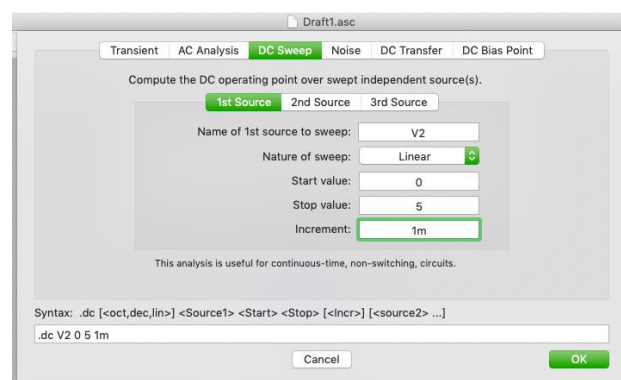 Draft1.asc
Transient AC Analysis DC Sweep Noise DC Transfer DC Bias Point
Compute the DC operating point over swept independent source(s).
1st Source 2nd Source 3rd Source
Name of 1st source to sweep: V2
Nature of sweep: Linear
Start value: 0
Stop value: 5
Increment: 1m
This analysis is useful for continuous-time, non-switching, circuits.
Syntax: .dc [<oct,dec,lin>] <Source1> <Start> <Stop> [<Incr>] [<source2> ...]
.dc V2 0 5 1m
Cancel OK